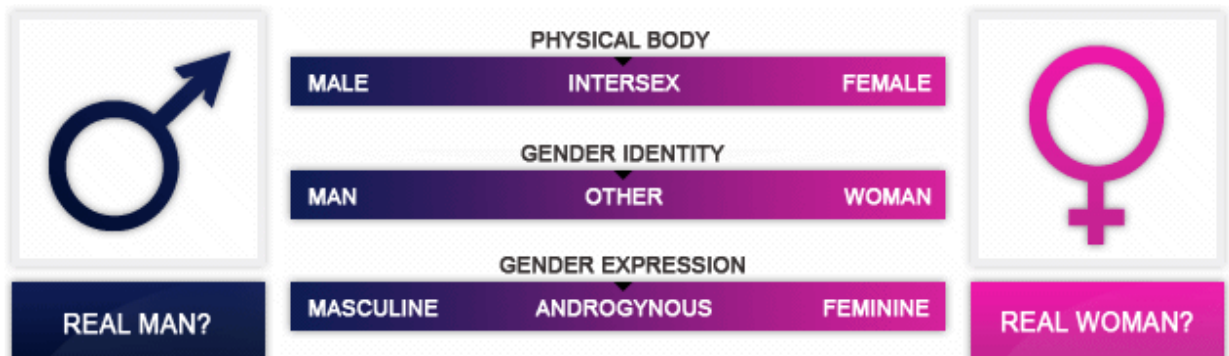 PHYSICAL BODY
MALE INTERSEX FEMALE
GENDER IDENTITY
MAN OTHER WOMAN
GENDER EXPRESSION
MASCULINE ANDROGYNOUS FEMININE
REAL MAN?
REAL WOMAN?